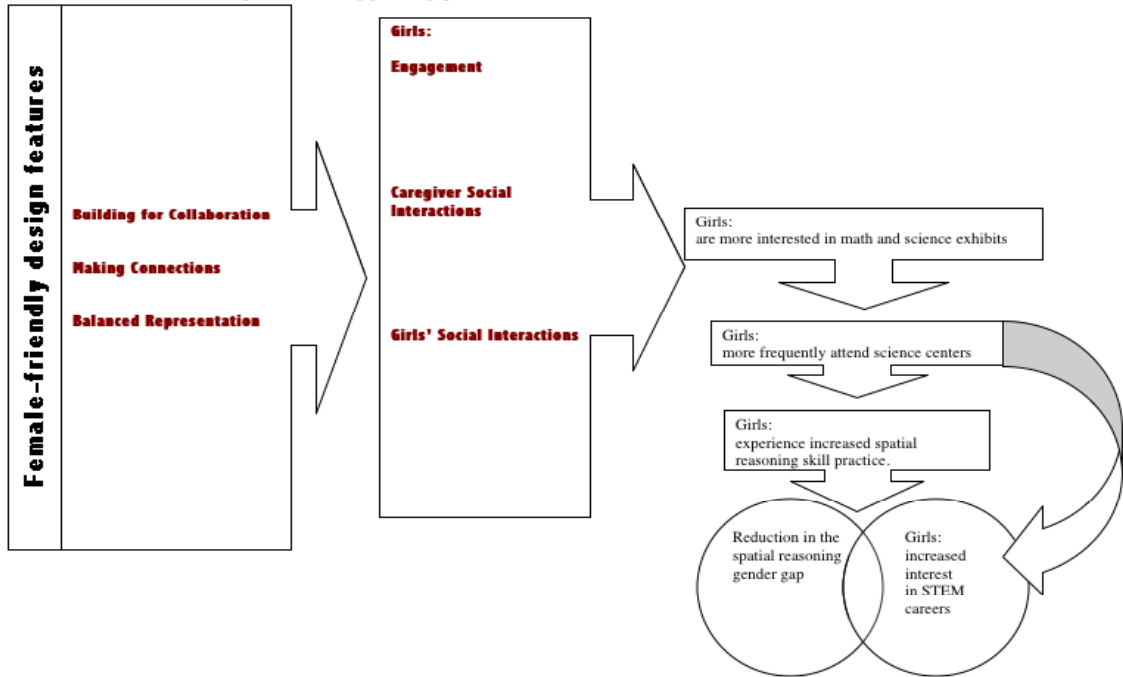 Female-friendly design features
Building for Collaboration
Making Connections
Balanced Representation
Girls:
Engagement
Caregiver Social
Interactions
Girls' Social Interactions
Girls:
are more interested in math and science exhibits
Girls:
more frequently attend science centers
Girls:
experience increased spatial
reasoning skill practice.
Reduction in the
spatial reasoning
gender gap
Girls:
increased
interest
in STEM
careers